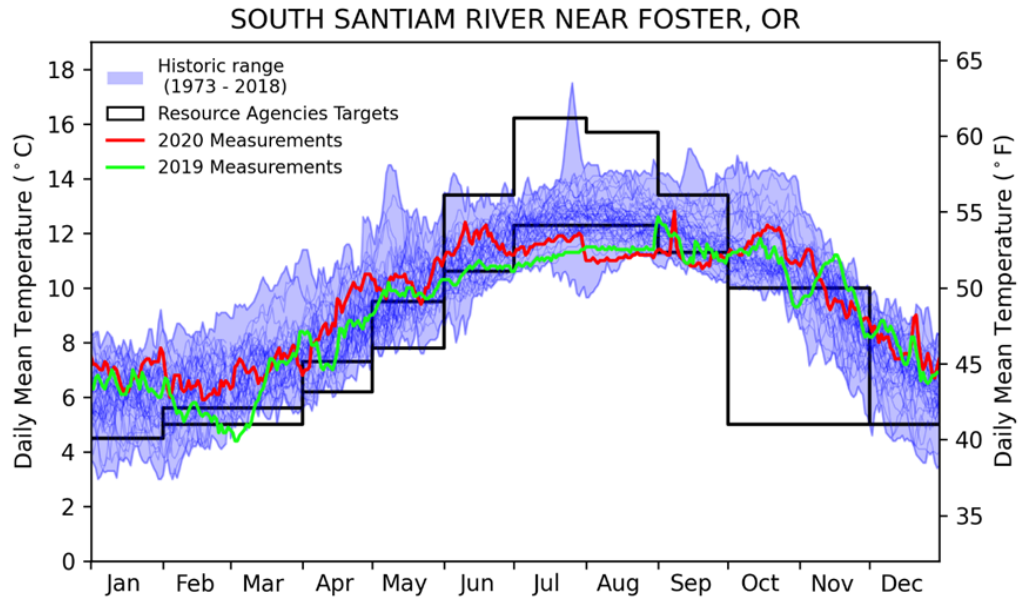 SOUTH SANTIAM RIVER NEAR FOSTER, OR
Historic range
(1973 - 2018)
Resource Agencies Targets
2020 Measurements
2019 Measurements
Daily Mean Temperature (°C)
18
16
14
12
10
8
6
4
2
0
65
60
55
50
45
40
35
Daily Mean Temperature (°F)
Jan Feb Mar Apr May Jun Jul Aug Sep Oct Nov Dec